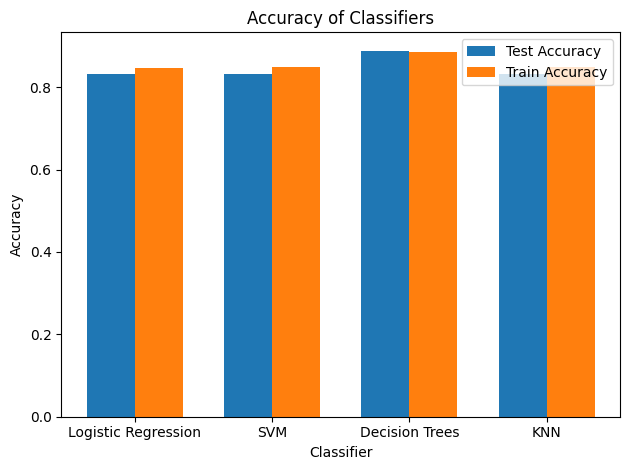 Accuracy of Classifiers
Test Accuracy
Train Accuracy
Accuracy
0.8
0.6
0.4
0.2
0.0
Logistic Regression
SVM
Decision Trees
KNN
Classifier